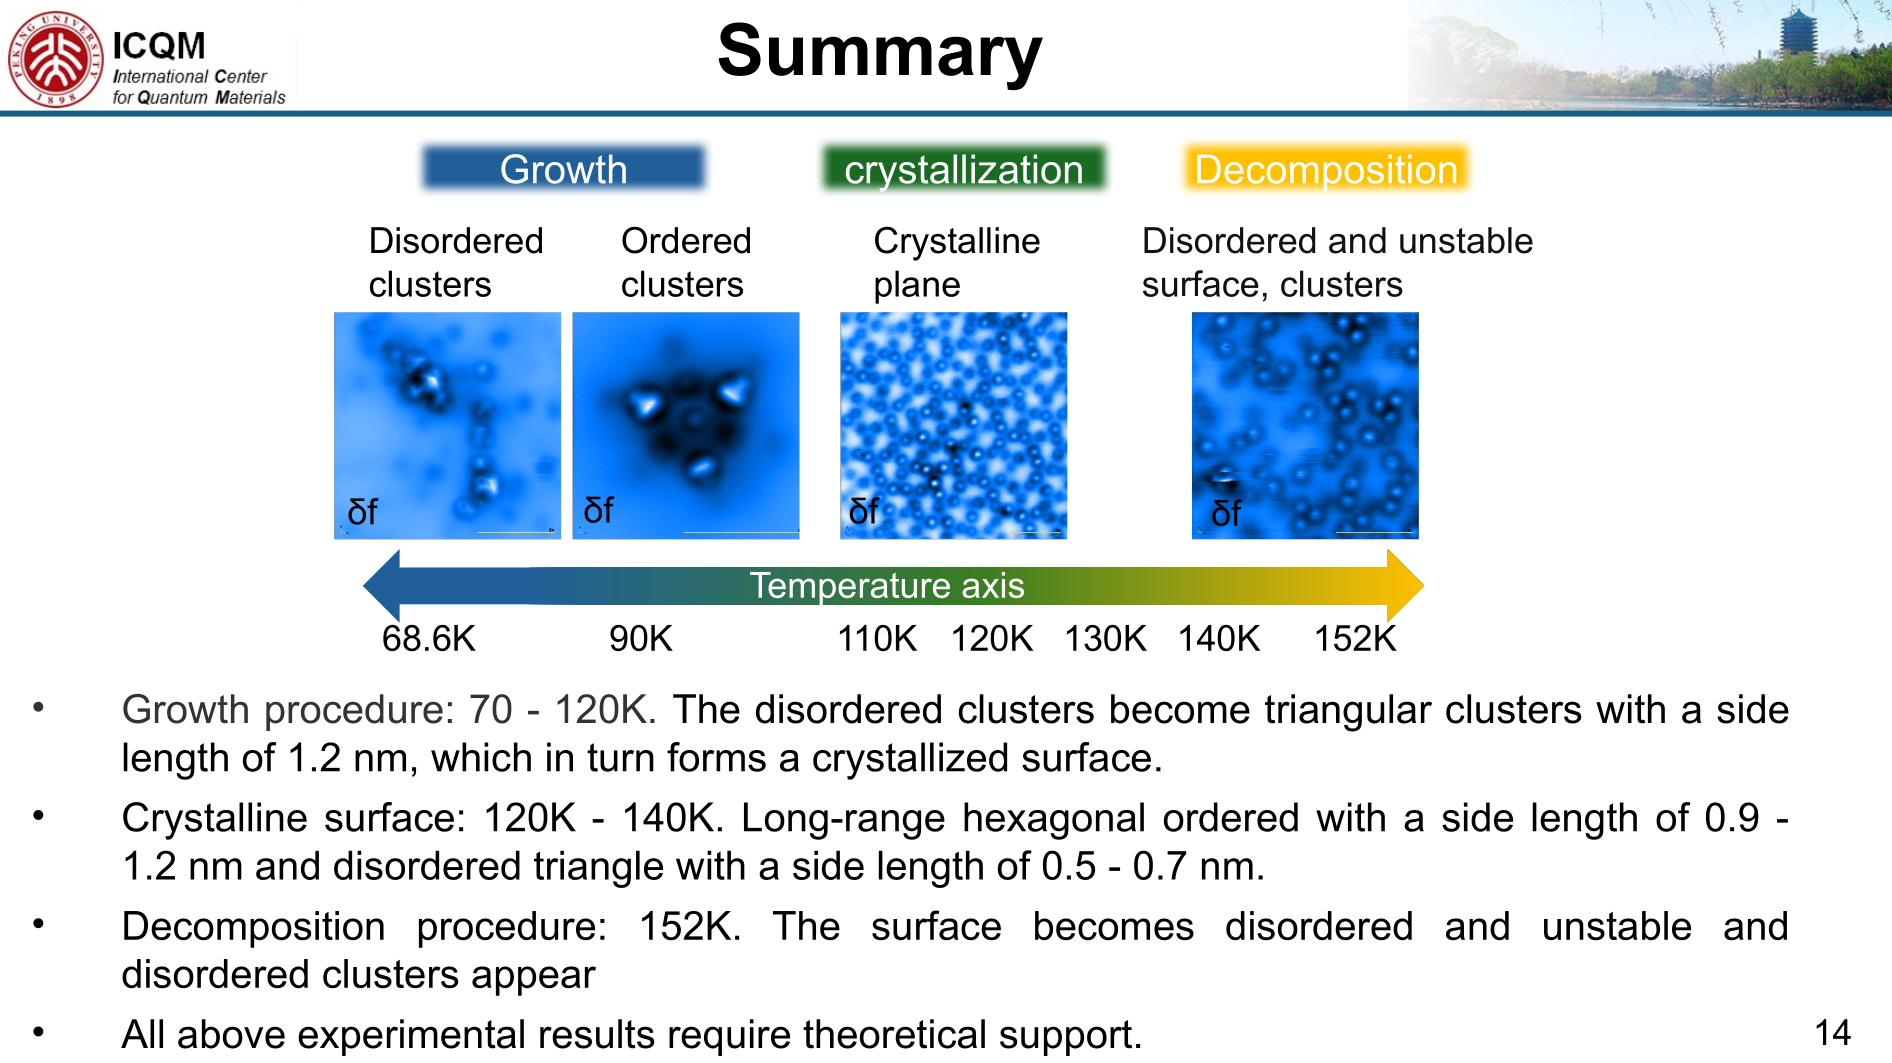 ICQM
International Center
for Quantum Materials
Summary
Growth
crystallization
Decomposition
Disordered
clusters
Ordered
clusters
Crystalline
plane
Disordered and unstable
surface, clusters
δf
δf
δf
δf
Temperature axis
68.6K
90K
110K
120K
130K
140K
152K
• Growth procedure: 70 - 120K. The disordered clusters become triangular clusters with a side
length of 1.2 nm, which in turn forms a crystallized surface.
• Crystalline surface: 120K - 140K. Long-range hexagonal ordered with a side length of 0.9 -
1.2 nm and disordered triangle with a side length of 0.5 - 0.7 nm.
• Decomposition procedure: 152K. The surface becomes disordered and unstable and
disordered clusters appear
• All above experimental results require theoretical support.
14
PEKING UNIVERSITY
1898